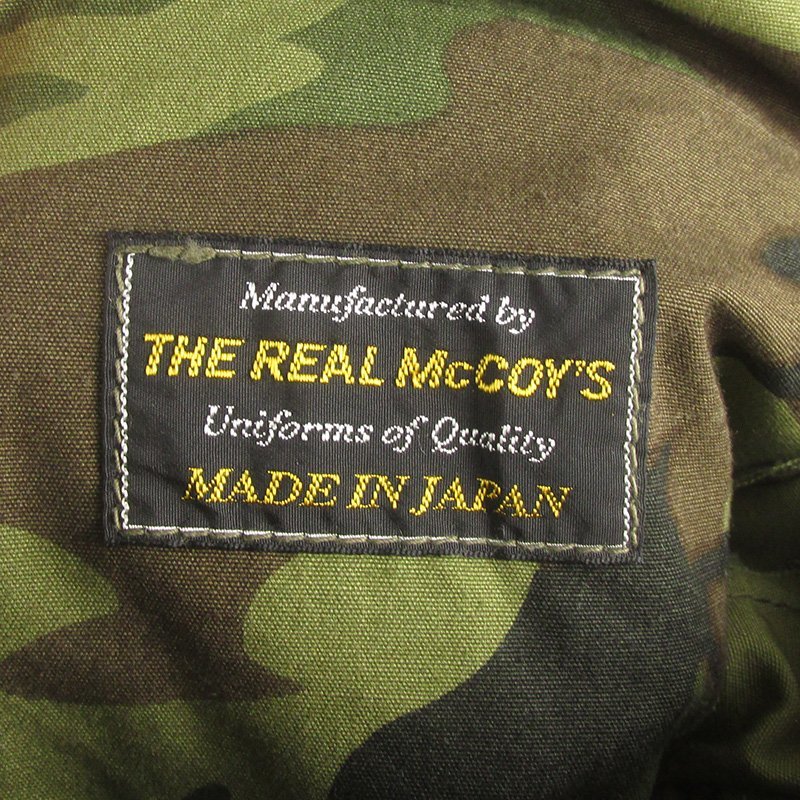 Manufactured by
THE REAL McCOY'S
Uniforms of Quality
MADE IN JAPAN